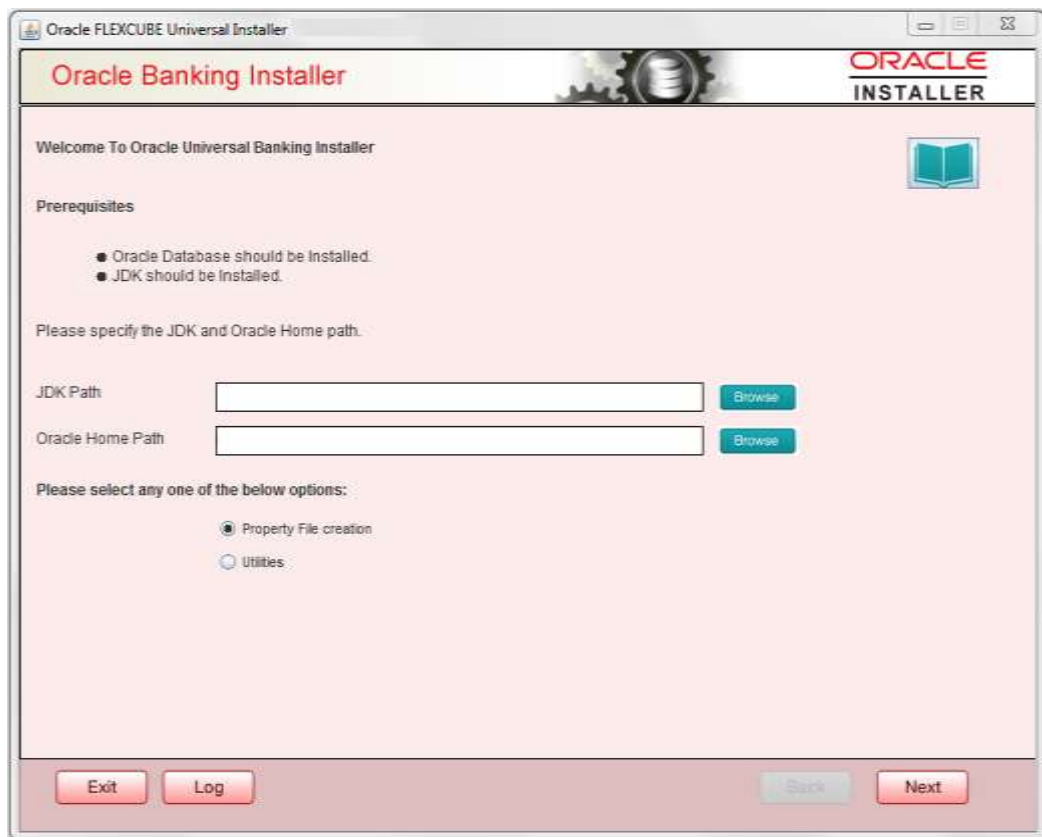 Oracle FLEXCUBE Universal Installer
Oracle Banking Installer
ORACLE
INSTALLER
Welcome To Oracle Universal Banking Installer
Prerequisites
Oracle Database should be Installed.
JDK should be Installed.
Please specify the JDK and Oracle Home path.
JDK Path
Browse
Oracle Home Path
Browse
Please select any one of the below options:
Property File creation
Utilities
Exit
Log
Back
Next